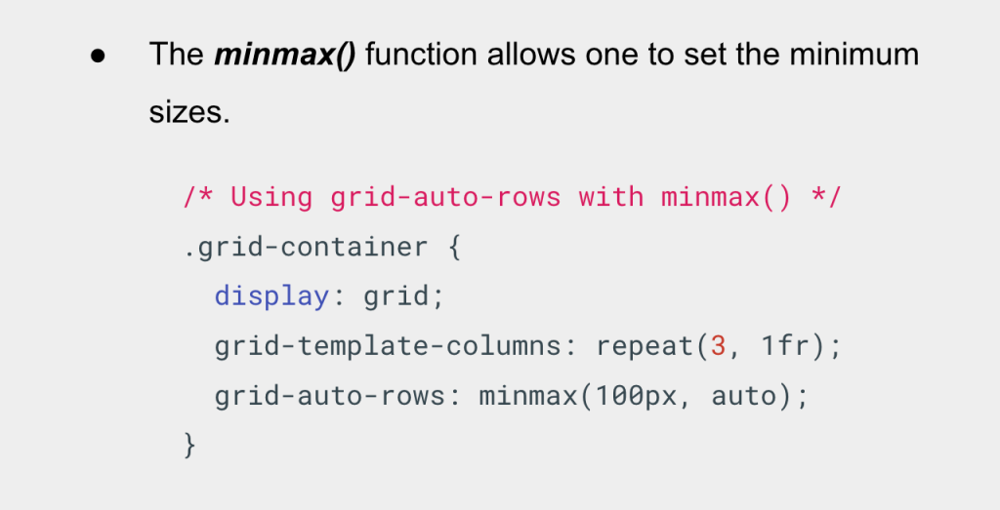 ● The minmax() function allows one to set the minimum
sizes.
/* Using grid-auto-rows with minmax() */
.grid-container {
  display: grid;
  grid-template-columns: repeat(3, 1fr);
  grid-auto-rows: minmax(100px, auto);
}